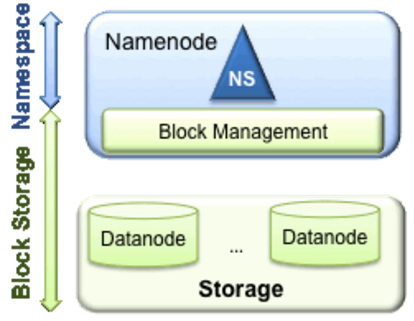 Namespace
Block Storage
Namenode
NS
Block Management
Datanode
...
Datanode
Storage